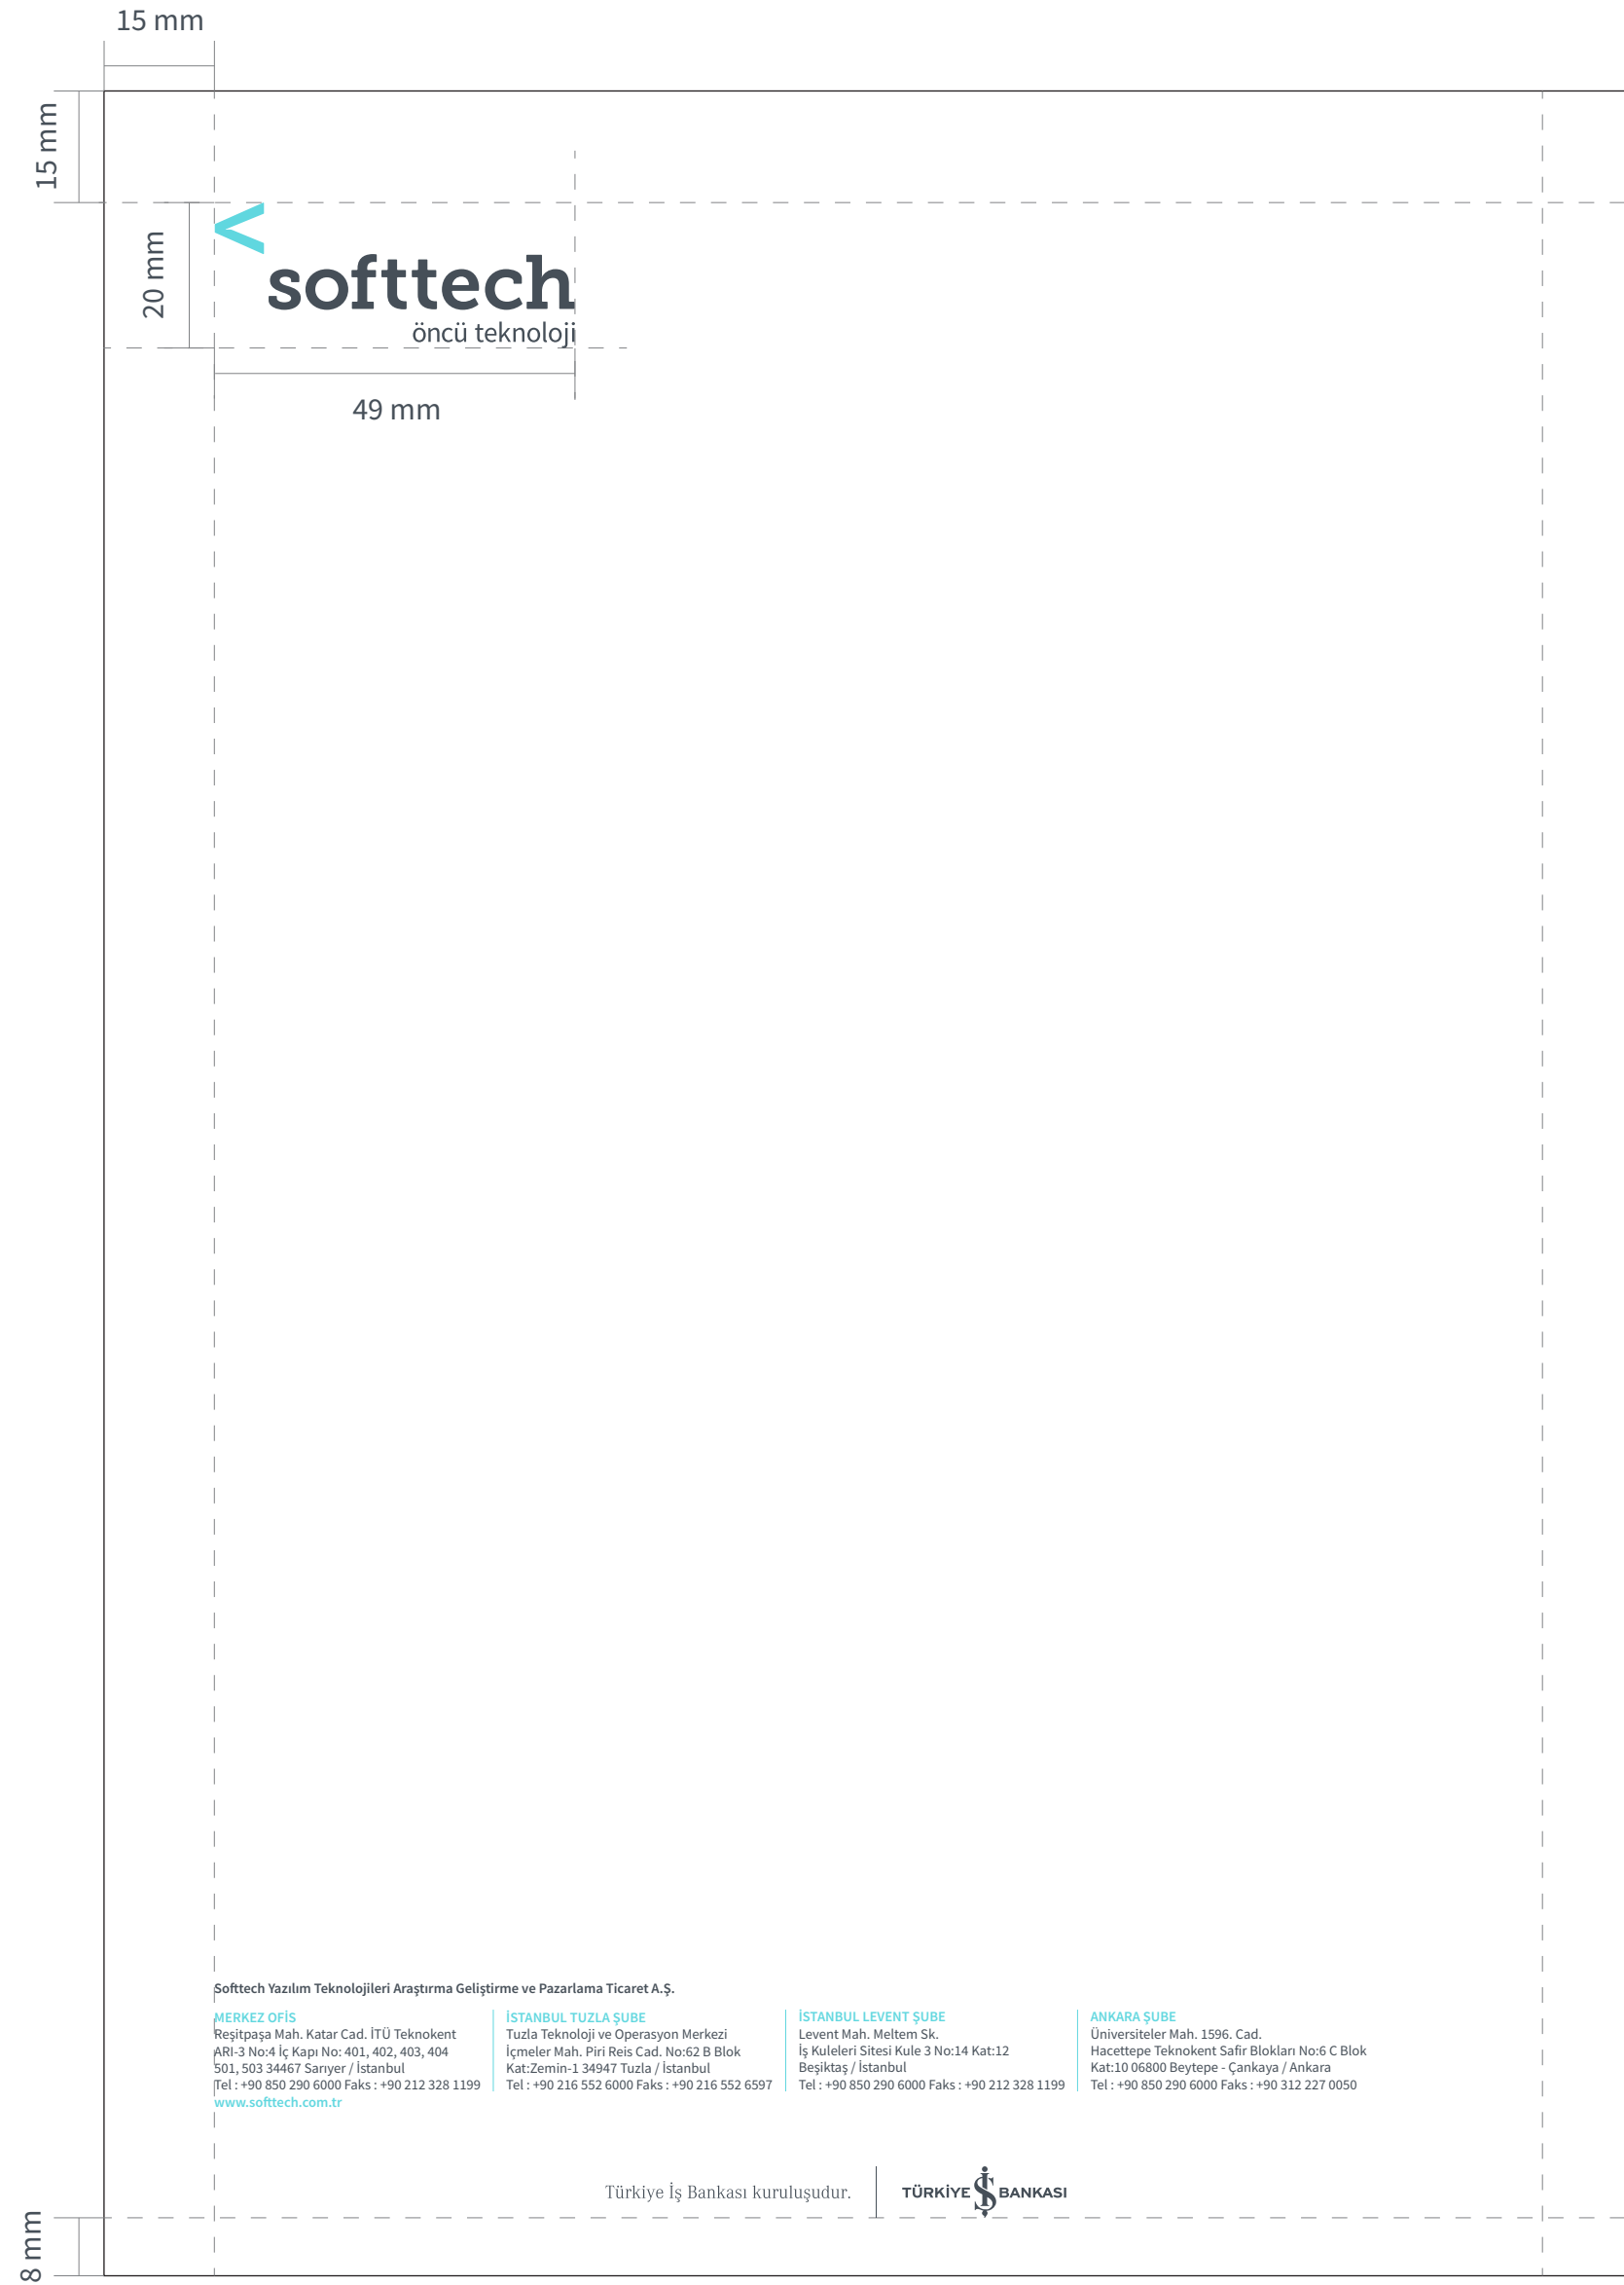 15 mm
15 mm
20 mm
softtech
öncü teknoloji
49 mm
Softtech Yazılım Teknolojileri Araştırma Geliştirme ve Pazarlama Ticaret A.Ş.
MERKEZ OFİS
Reşitpaşa Mah. Katar Cad. İTÜ Teknokent
ARI-3 No:4 İç Kapı No: 401, 402, 403, 404
501, 503 34467 Sarıyer / İstanbul
Tel : +90 850 290 6000 Faks : +90 212 328 1199
www.softtech.com.tr
İSTANBUL TUZLA ŞUBE
Tuzla Teknoloji ve Operasyon Merkezi
İçmeler Mah. Piri Reis Cad. No:62 B Blok
Kat:Zemin-1 34947 Tuzla / İstanbul
Tel : +90 216 552 6000 Faks : +90 216 552 6597
İSTANBUL LEVENT ŞUBE
Levent Mah. Meltem Sk.
İş Kuleleri Sitesi Kule 3 No:14 Kat:12
Beşiktaş / İstanbul
Tel : +90 850 290 6000 Faks : +90 212 328 1199
ANKARA ŞUBE
Üniversiteler Mah. 1596. Cad.
Hacettepe Teknokent Safir Blokları No:6 C Blok
Kat:10 06800 Beytepe - Çankaya / Ankara
Tel : +90 850 290 6000 Faks : +90 312 227 0050
Türkiye İş Bankası kuruluşudur.
TÜRKİYE İŞ BANKASI
8 mm